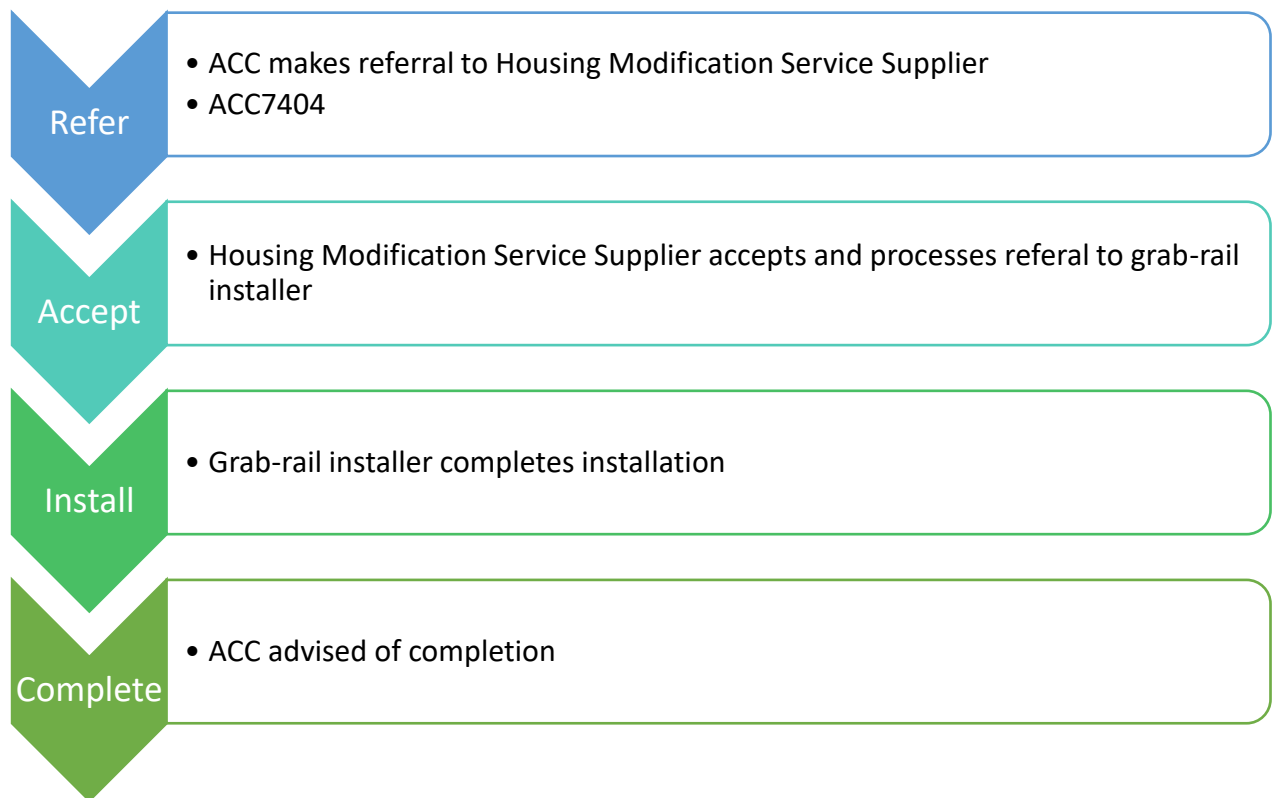 Refer
• ACC makes referral to Housing Modification Service Supplier
• ACC7404
Accept
• Housing Modification Service Supplier accepts and processes referal to grab-rail
installer
Install
• Grab-rail installer completes installation
Complete
• ACC advised of completion